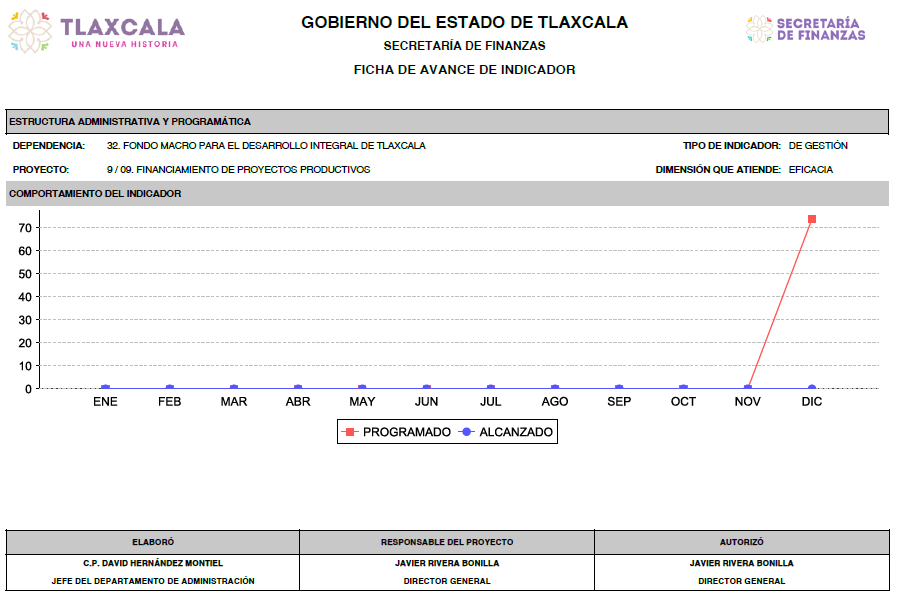 TLAXCALA
UNA NUEVA HISTORIA
GOBIERNO DEL ESTADO DE TLAXCALA
SECRETARÍA DE FINANZAS
FICHA DE AVANCE DE INDICADOR
SECRETARÍA
DE FINANZAS
ESTRUCTURA ADMINISTRATIVA Y PROGRAMÁTICA
DEPENDENCIA: 32. FONDO MACRO PARA EL DESARROLLO INTEGRAL DE TLAXCALA TIPO DE INDICADOR: DE GESTIÓN
PROYECTO: 9 / 09. FINANCIAMIENTO DE PROYECTOS PRODUCTIVOS DIMENSIÓN QUE ATIENDE: EFICACIA
COMPORTAMIENTO DEL INDICADOR
70
60
50
40
30
20
10
0
ENE FEB MAR ABR MAY JUN JUL AGO SEP OCT NOV DIC
PROGRAMADO ALCANZADO
ELABORÓ RESPONSABLE DEL PROYECTO AUTORIZÓ
C.P. DAVID HERNÁNDEZ MONTIEL JAVIER RIVERA BONILLA JAVIER RIVERA BONILLA
JEFE DEL DEPARTAMENTO DE ADMINISTRACIÓN DIRECTOR GENERAL DIRECTOR GENERAL